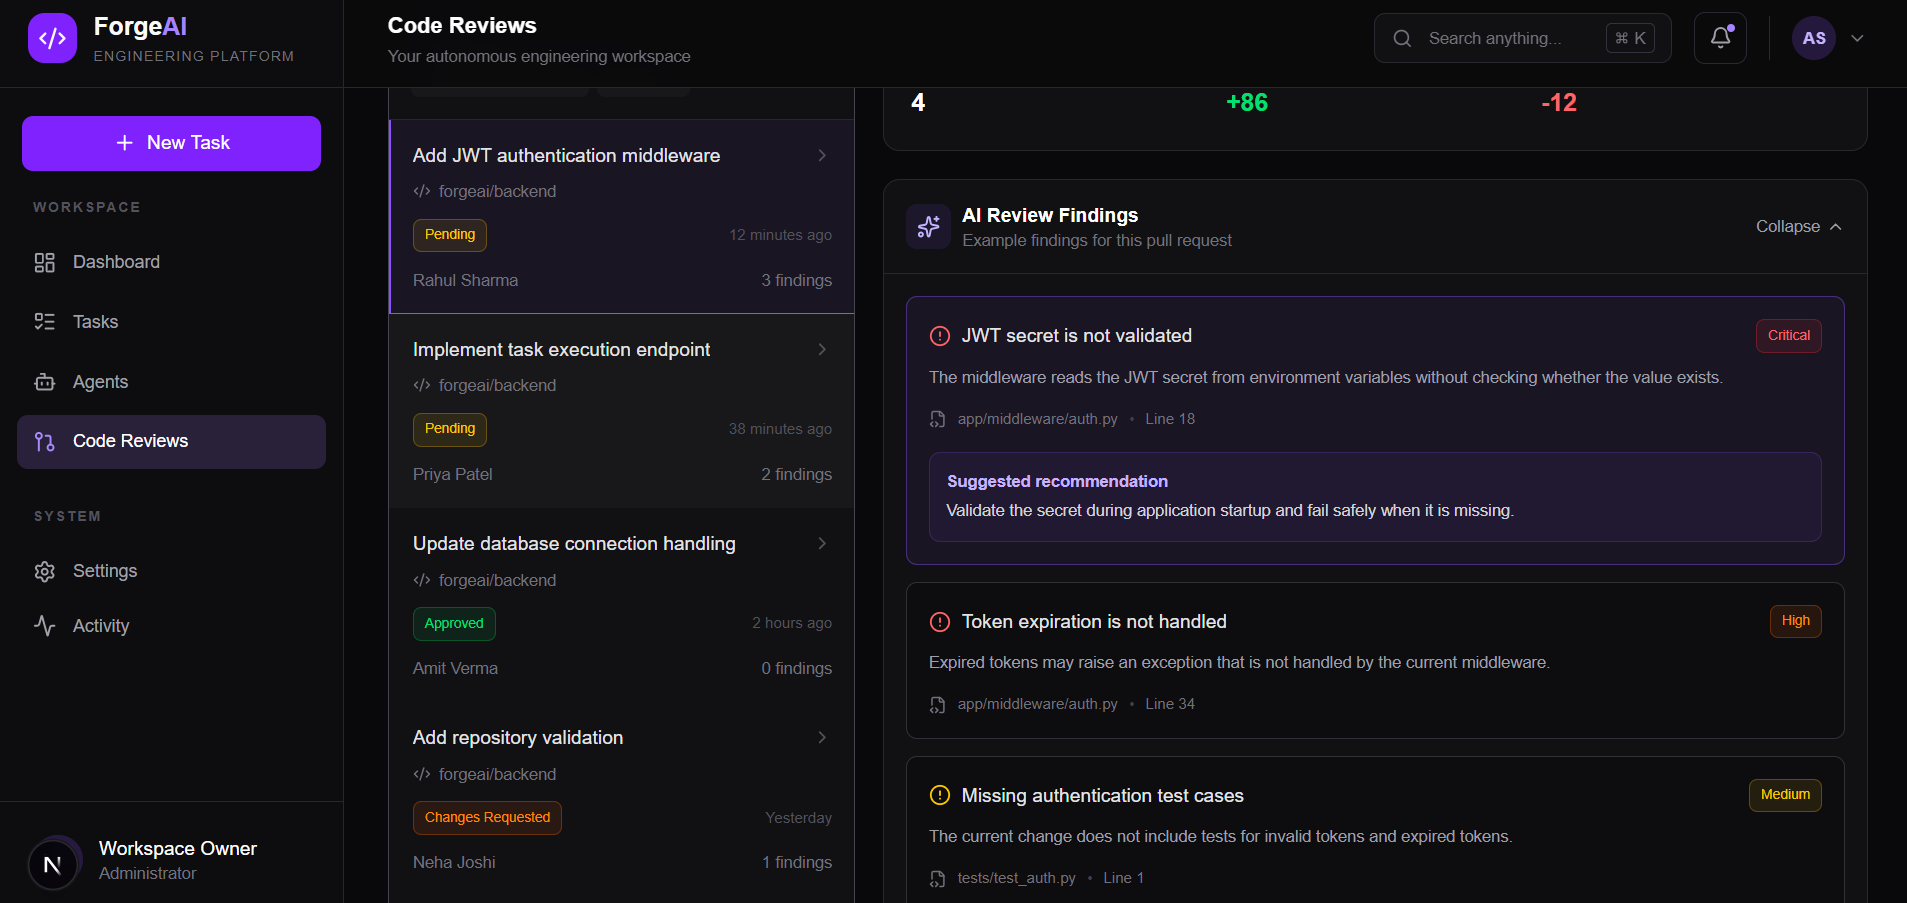 ForgeAI
ENGINEERING PLATFORM
New Task
WORKSPACE
Dashboard
Tasks
Agents
Code Reviews
SYSTEM
Settings
Activity
N
Workspace Owner
Administrator
Code Reviews
Your autonomous engineering workspace
Search anything...
⌘ K
AS
Add JWT authentication middleware
forgeai/backend
Pending
12 minutes ago
Rahul Sharma
3 findings
Implement task execution endpoint
forgeai/backend
Pending
38 minutes ago
Priya Patel
2 findings
Update database connection handling
forgeai/backend
Approved
2 hours ago
Amit Verma
0 findings
Add repository validation
forgeai/backend
Changes Requested
Yesterday
Neha Joshi
1 findings
4
+86
-12
AI Review Findings
Example findings for this pull request
Collapse
JWT secret is not validated
Critical
The middleware reads the JWT secret from environment variables without checking whether the value exists.
app/middleware/auth.py • Line 18
Suggested recommendation
Validate the secret during application startup and fail safely when it is missing.
Token expiration is not handled
High
Expired tokens may raise an exception that is not handled by the current middleware.
app/middleware/auth.py • Line 34
Missing authentication test cases
Medium
The current change does not include tests for invalid tokens and expired tokens.
tests/test_auth.py • Line 1